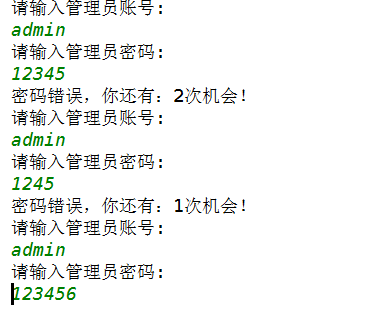 请输入管理员账号:
admin
请输入管理员密码:
12345
密码错误，你还有：2次机会！
请输入管理员账号:
admin
请输入管理员密码:
1245
密码错误，你还有：1次机会！
请输入管理员账号:
admin
请输入管理员密码:
123456